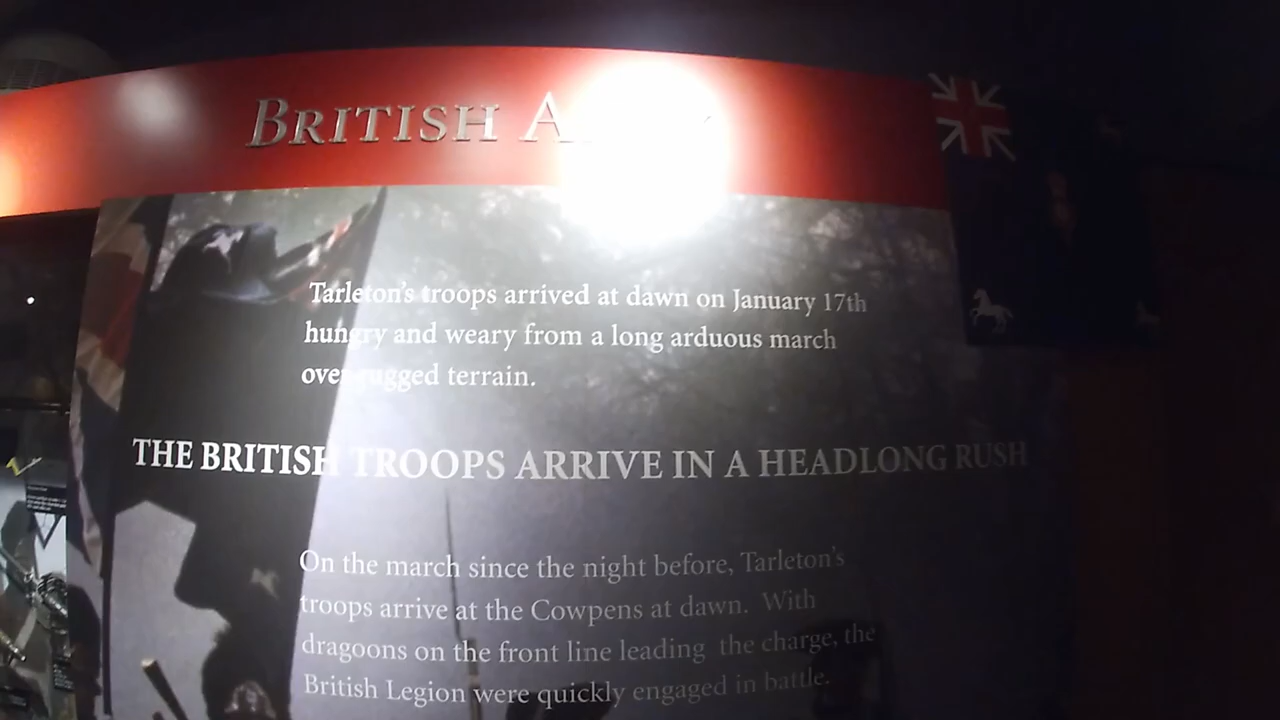 BRITISH
Tarleton's troops arrived at dawn on January 17th
hungry and weary from a long arduous march
over rugged terrain.
THE BRITISH TROOPS ARRIVE IN A HEADLONG RUSH
On the march since the night before, Tarleton's
troops arrive at the Cowpens at dawn. With
dragoons on the front line leading the charge, the
British Legion were quickly engaged in battle.